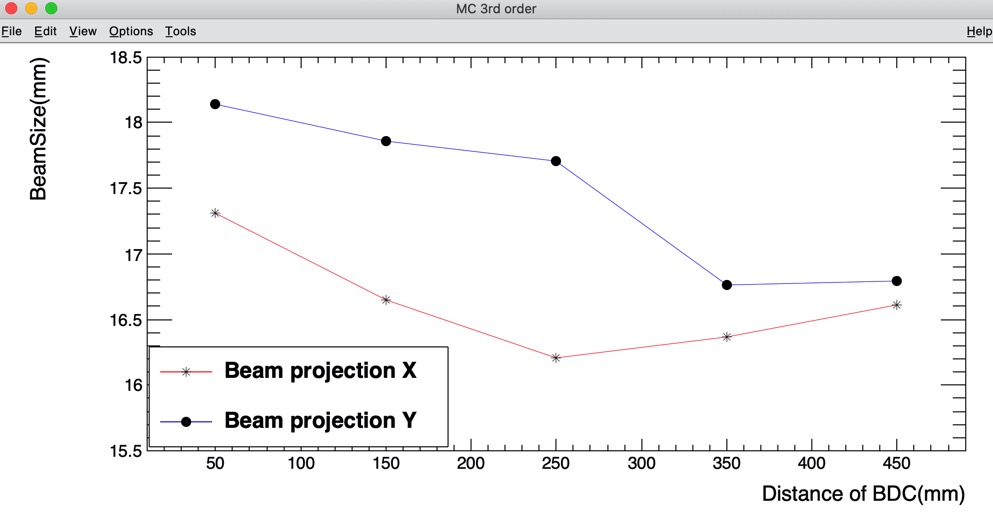 MC 3rd order
File Edit View Options Tools Help
BeamSize(mm)
18.5
18
17.5
17
16.5
16
15.5
Beam projection X
Beam projection Y
50 100 150 200 250 300 350 400 450
Distance of BDC(mm)